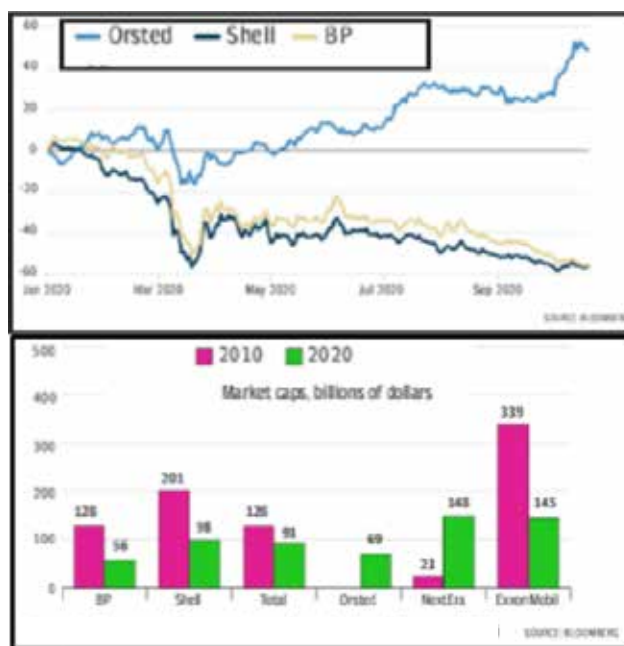 60
Orsted Shell BP
40
20
0
-20
-40
-60
Jan 2020 Mar 2020 May 2020 Jul 2020 Sep 2020
SOURCE: BLOOMBERG
500
2010 2020
Market caps, billions of dollars
400
339
300
201
200
128 126 148 145
98 91
100
56 69
23
0
BP Shell Total Orsted NextEra ExxonMobil
SOURCE: BLOOMBERG